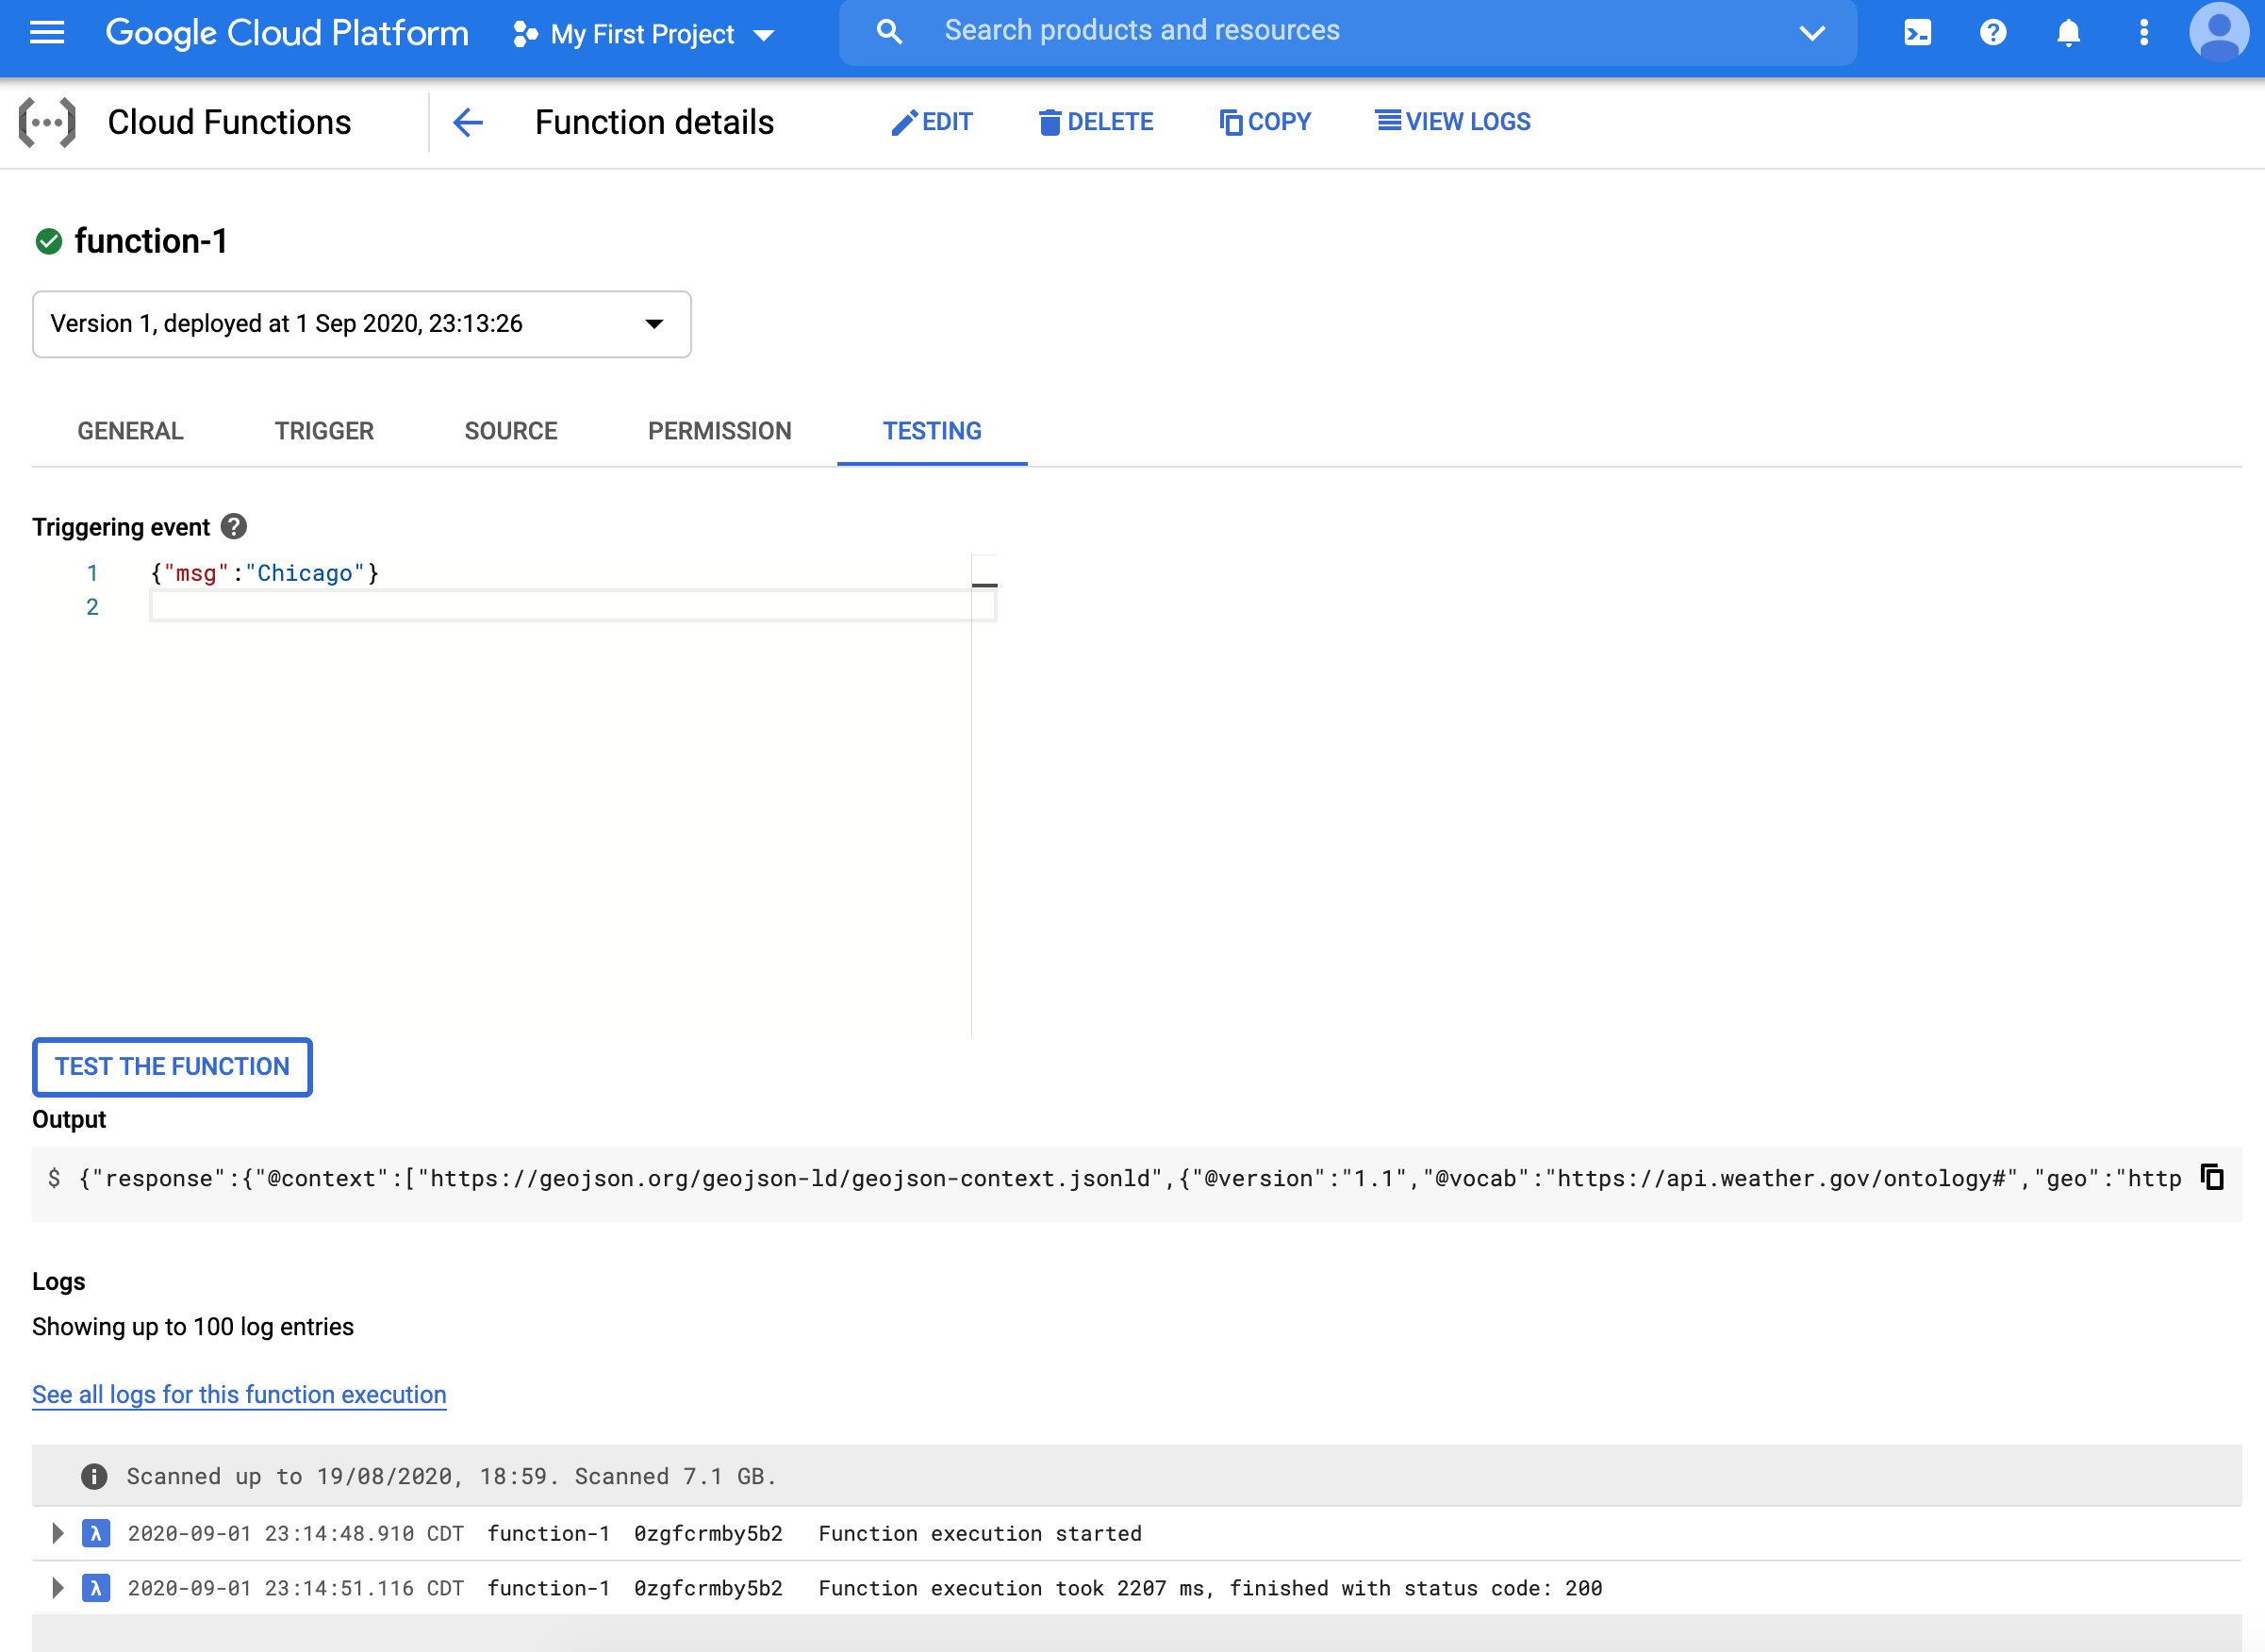 Google Cloud Platform My First Project Search products and resources
Cloud Functions Function details EDIT DELETE COPY VIEW LOGS
function-1
Version 1, deployed at 1 Sep 2020, 23:13:26
GENERAL TRIGGER SOURCE PERMISSION TESTING
Triggering event
1 {"msg":"Chicago"}
2
TEST THE FUNCTION
Output
$ {"response":{"@context":["https://geojson.org/geojson-ld/geojson-context.jsonld",{"@version":"1.1","@vocab":"https://api.weather.gov/ontology#","geo":"http
Logs
Showing up to 100 log entries
See all logs for this function execution
Scanned up to 19/08/2020, 18:59. Scanned 7.1 GB.
λ 2020-09-01 23:14:48.910 CDT function-1 0zgfcrmby5b2 Function execution started
λ 2020-09-01 23:14:51.116 CDT function-1 0zgfcrmby5b2 Function execution took 2207 ms, finished with status code: 200